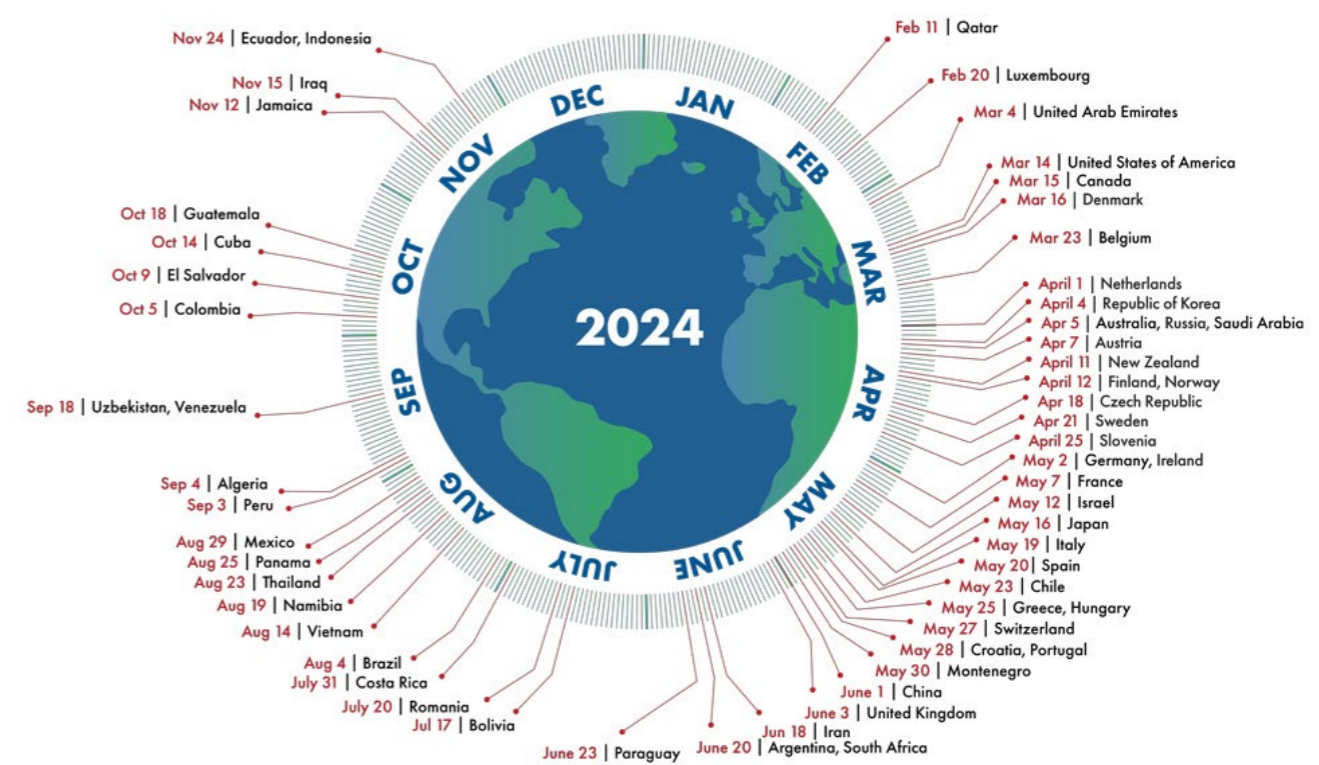 2024
JAN
FEB
MAR
APR
MAY
JUNE
JULY
AUG
SEP
OCT
NOV
DEC
Feb 11 | Qatar
Feb 20 | Luxembourg
Mar 4 | United Arab Emirates
Mar 14 | United States of America
Mar 15 | Canada
Mar 16 | Denmark
Mar 23 | Belgium
April 1 | Netherlands
April 4 | Republic of Korea
Apr 5 | Australia, Russia, Saudi Arabia
Apr 7 | Austria
April 11 | New Zealand
April 12 | Finland, Norway
Apr 18 | Czech Republic
Apr 21 | Sweden
April 25 | Slovenia
May 2 | Germany, Ireland
May 7 | France
May 12 | Israel
May 16 | Japan
May 19 | Italy
May 20| Spain
May 23 | Chile
May 25 | Greece, Hungary
May 27 | Switzerland
May 28 | Croatia, Portugal
May 30 | Montenegro
June 1 | China
June 3 | United Kingdom
Jun 18 | Iran
June 20 | Argentina, South Africa
June 23 | Paraguay
Jul 17 | Bolivia
July 20 | Romania
July 31 | Costa Rica
Aug 4 | Brazil
Aug 14 | Vietnam
Aug 19 | Namibia
Aug 23 | Thailand
Aug 25 | Panama
Aug 29 | Mexico
Sep 3 | Peru
Sep 4 | Algeria
Sep 18 | Uzbekistan, Venezuela
Oct 5 | Colombia
Oct 9 | El Salvador
Oct 14 | Cuba
Oct 18 | Guatemala
Nov 12 | Jamaica
Nov 15 | Iraq
Nov 24 | Ecuador, Indonesia